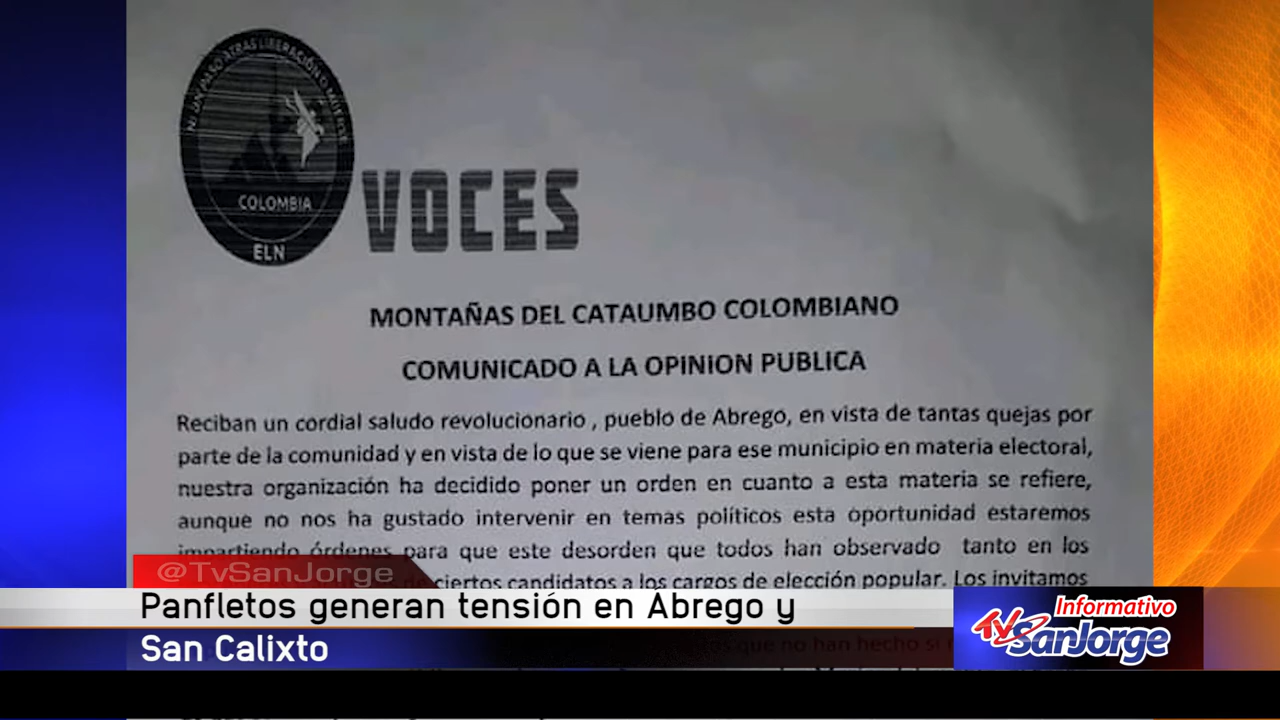 NI UN PASO ATRAS LIBERACIÓN O MUERTE
COLOMBIA
ELN
VOCES
MONTAÑAS DEL CATAUMBO COLOMBIANO
COMUNICADO A LA OPINION PUBLICA
Reciban un cordial saludo revolucionario , pueblo de Abrego, en vista de tantas quejas por
parte de la comunidad y en vista de lo que se viene para ese municipio en materia electoral,
nuestra organización ha decidido poner un orden en cuanto a esta materia se refiere,
aunque no nos ha gustado intervenir en temas políticos esta oportunidad estaremos
impartiendo órdenes para que este desorden que todos han observado tanto en los
de ciertos candidatos a los cargos de elección popular. Los invitamos
que no han hecho
@TvSanJorge
Panfletos generan tensión en Abrego y
San Calixto
Informativo
TV SanJorge